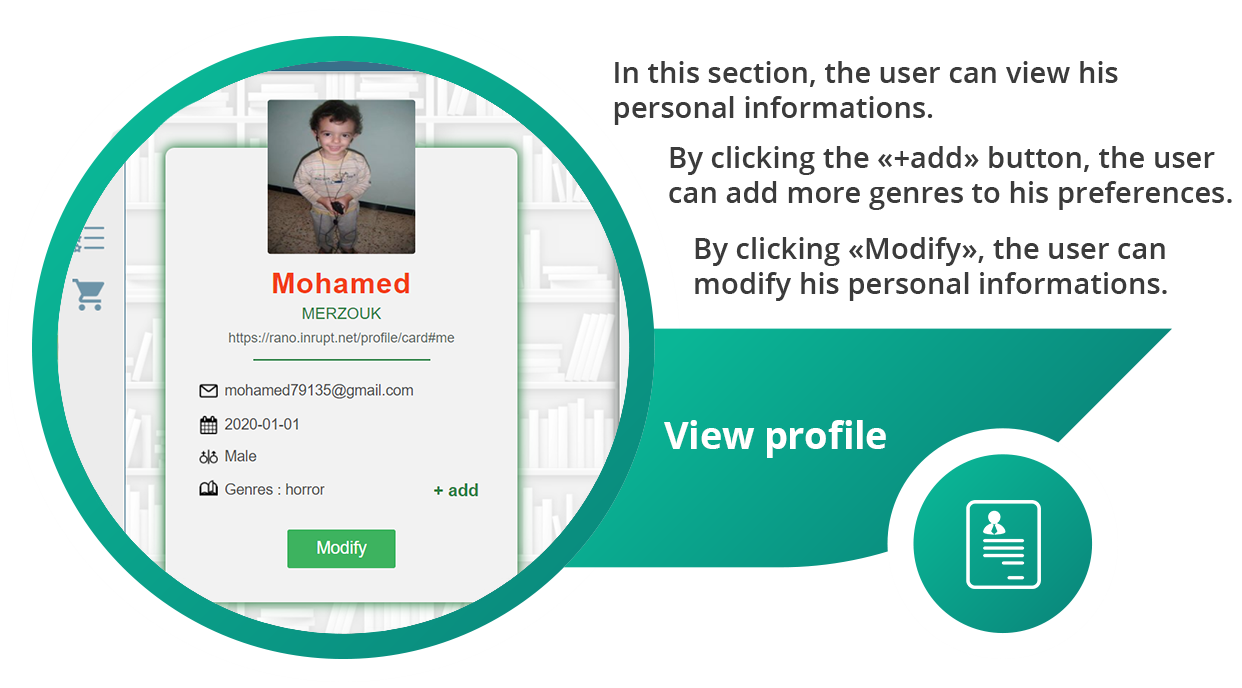 In this section, the user can view his
personal informations.
By clicking the «+add» button, the user
can add more genres to his preferences.
By clicking «Modify», the user can
modify his personal informations.
Mohamed
MERZOUK
https://rano.inrupt.net/profile/card#me
mohamed79135@gmail.com
2020-01-01
Male
Genres : horror
+ add
Modify
View profile